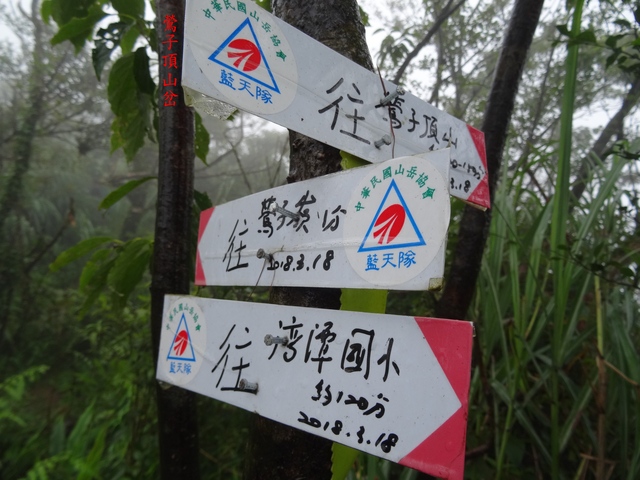 鶯子頂山岔
中華民國山岳協會
藍天隊
往 鶯子頂山
3.18
往 鶯子
2018.3.18
中華民國山岳協會
藍天隊
中華民國山岳協會
藍天隊
往 湾潭國小
約120分
2018.3.18